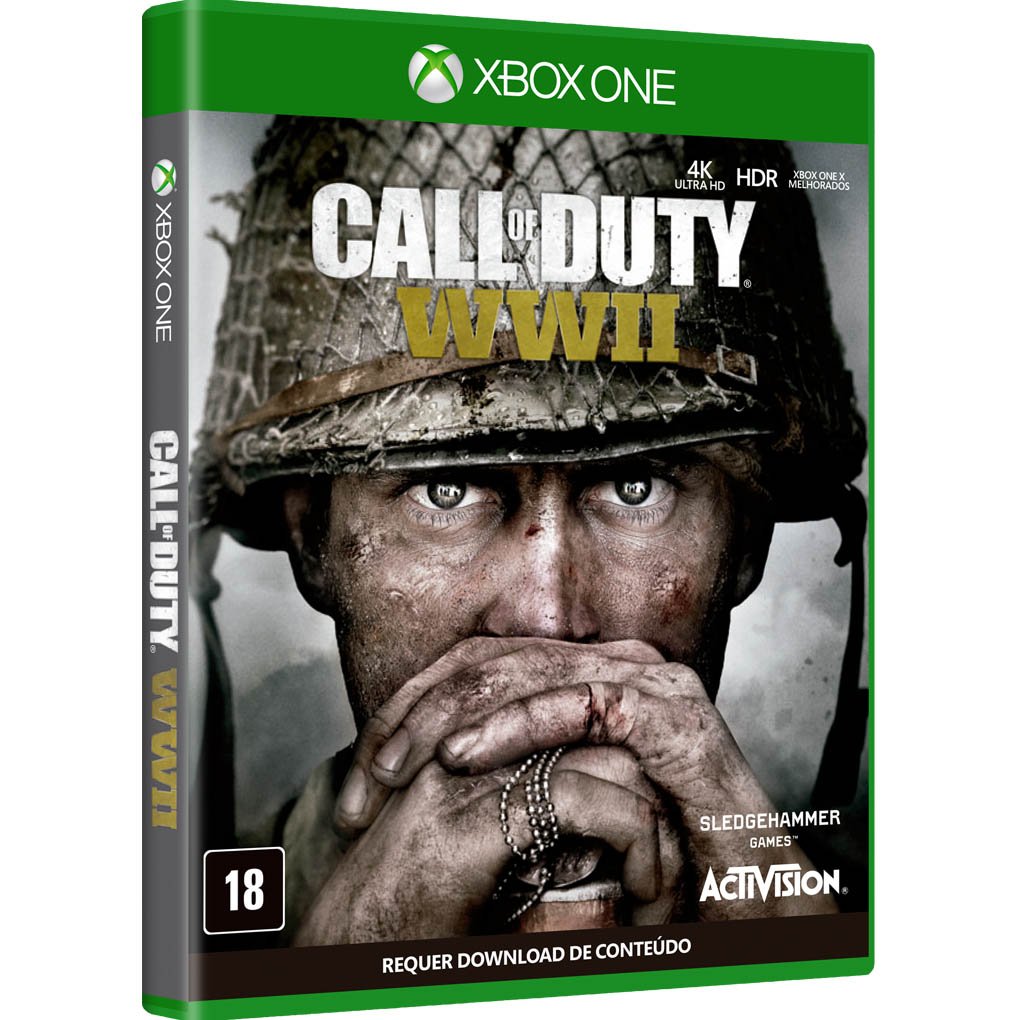 XBOX ONE
4K
ULTRA HD
HDR
XBOX ONE X
MELHORADOS
CALL OF DUTY®
WWII
SLEDGEHAMMER
GAMES™
ACTIVISION®
18
REQUER DOWNLOAD DE CONTEÚDO
XBOX ONE
CALL OF DUTY®
WWII